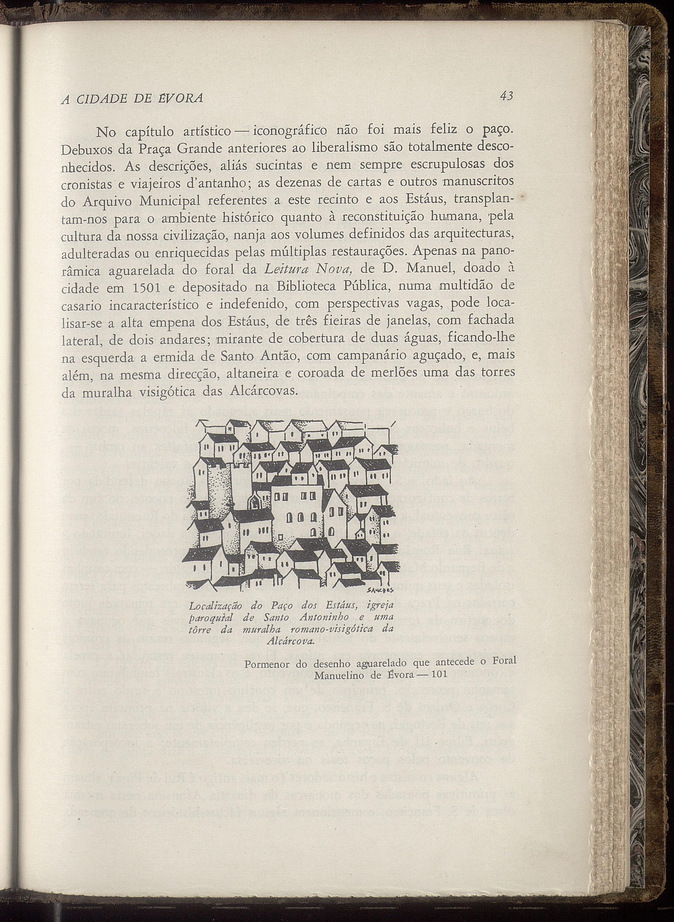 A CIDADE DE ÉVORA 43
No capítulo artístico — iconográfico não foi mais feliz o paço.
Debuxos da Praça Grande anteriores ao liberalismo são totalmente desco-
nhecidos. As descrições, aliás sucintas e nem sempre escrupulosas dos
cronistas e viajeiros d'antanho; as dezenas de cartas e outros manuscritos
do Arquivo Municipal referentes a este recinto e aos Estáus, transplan-
tam-nos para o ambiente histórico quanto à reconstituição humana, pela
cultura da nossa civilização, nanja aos volumes definidos das arquitecturas,
adulteradas ou enriquecidas pelas múltiplas restaurações. Apenas na pano-
râmica aguarelada do foral da Leitura Nova, de D. Manuel, doado à
cidade em 1501 e depositado na Biblioteca Pública, numa multidão de
casario incaracterístico e indefenido, com perspectivas vagas, pode loca-
lisar-se a alta empena dos Estáus, de três fieiras de janelas, com fachada
lateral, de dois andares; mirante de cobertura de duas águas, ficando-lhe
na esquerda a ermida de Santo Antão, com campanário aguçado, e, mais
além, na mesma direcção, altaneira e coroada de merlões uma das torres
da muralha visigótica das Alcárcovas.
Localização do Paço dos Estáus, igreja
paroquial de Santo Antoninho e uma
tôrre da muralha romano-visigótica da
Alcárcova.
Pormenor do desenho aguarelado que antecede o Foral
Manuelino de Évora — 101